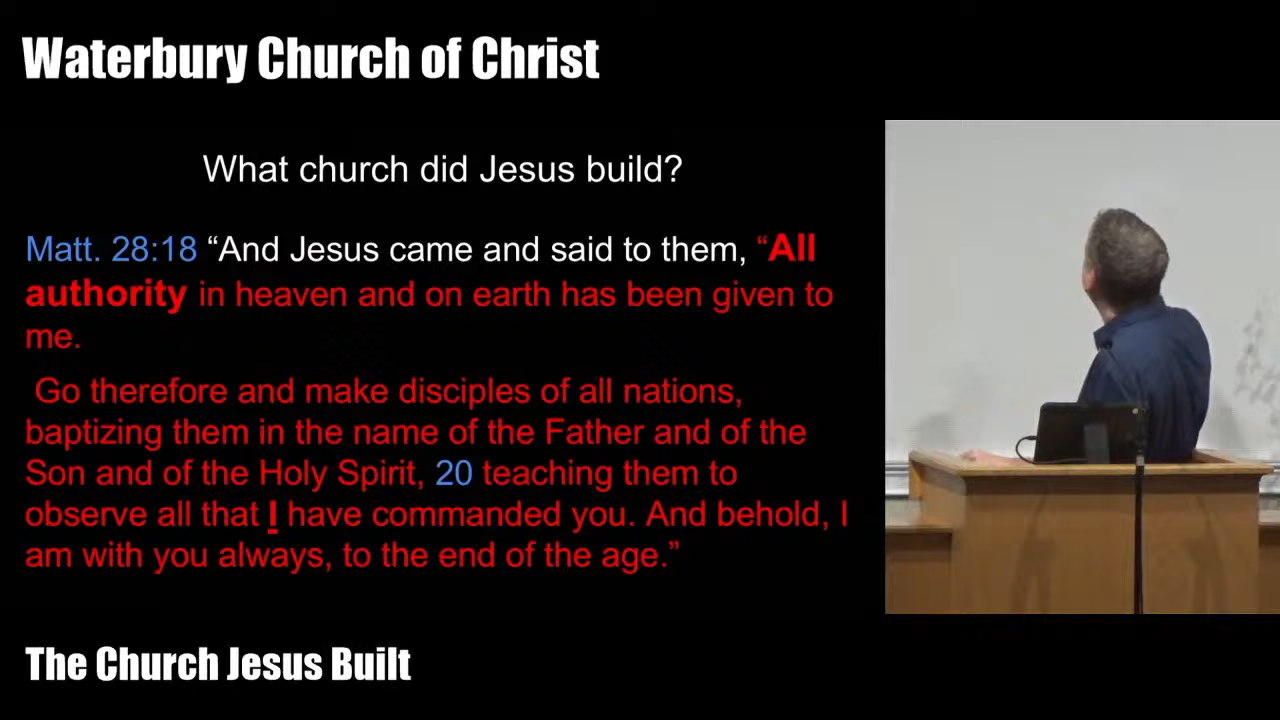 Waterbury Church of Christ
What church did Jesus build?
Matt. 28:18 “And Jesus came and said to them, “All
authority in heaven and on earth has been given to
me.
Go therefore and make disciples of all nations,
baptizing them in the name of the Father and of the
Son and of the Holy Spirit, 20 teaching them to
observe all that I have commanded you. And behold, I
am with you always, to the end of the age.”
The Church Jesus Built